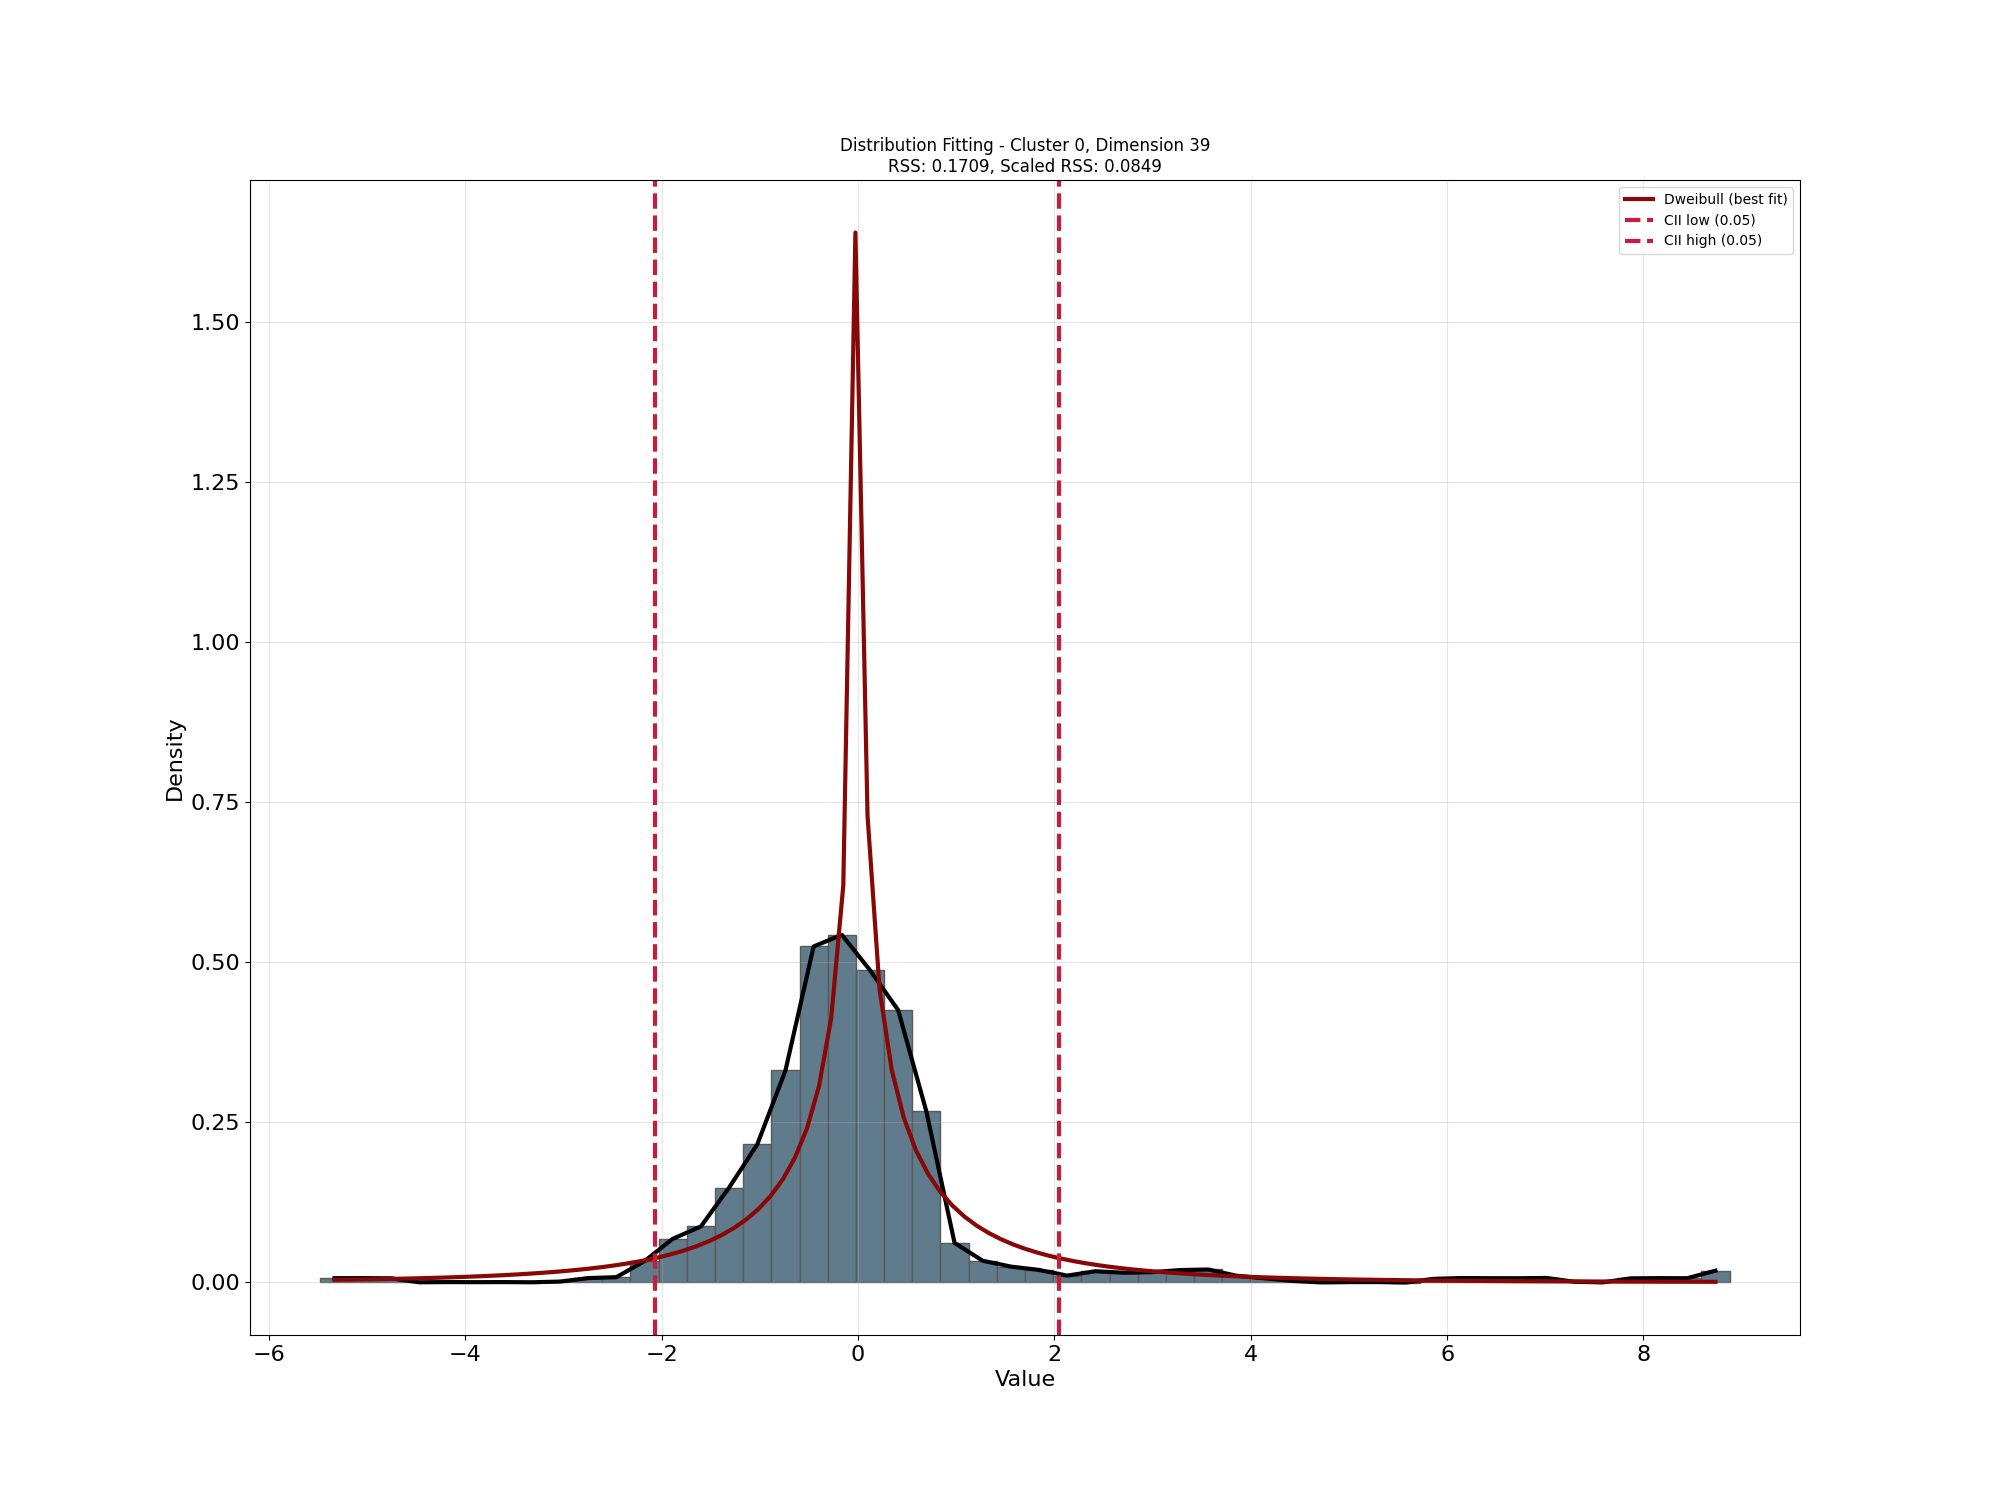 Distribution Fitting - Cluster 0, Dimension 39
RSS: 0.1709, Scaled RSS: 0.0849
Dweibull (best fit)
CII low (0.05)
CII high (0.05)
Density
1.50
1.25
1.00
0.75
0.50
0.25
0.00
−6 −4 −2 0 2 4 6 8
Value